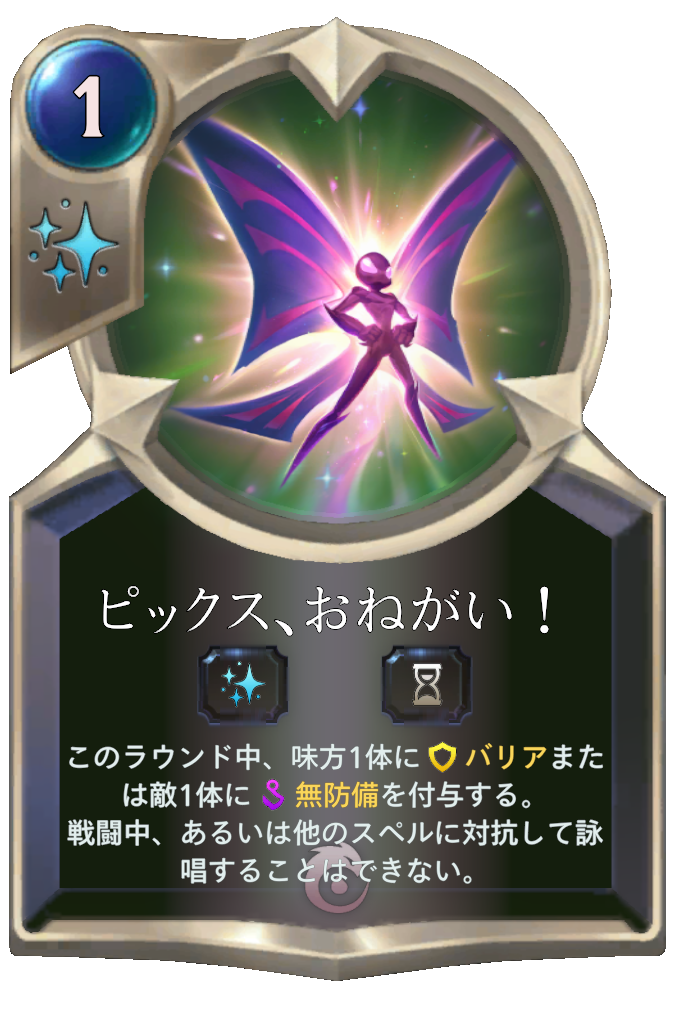 1
ピックス、おねがい！
このラウンド中、味方1体にバリアまた
は敵1体に無防備を付与する。
戦闘中、あるいは他のスペルに対抗して詠
唱することはできない。